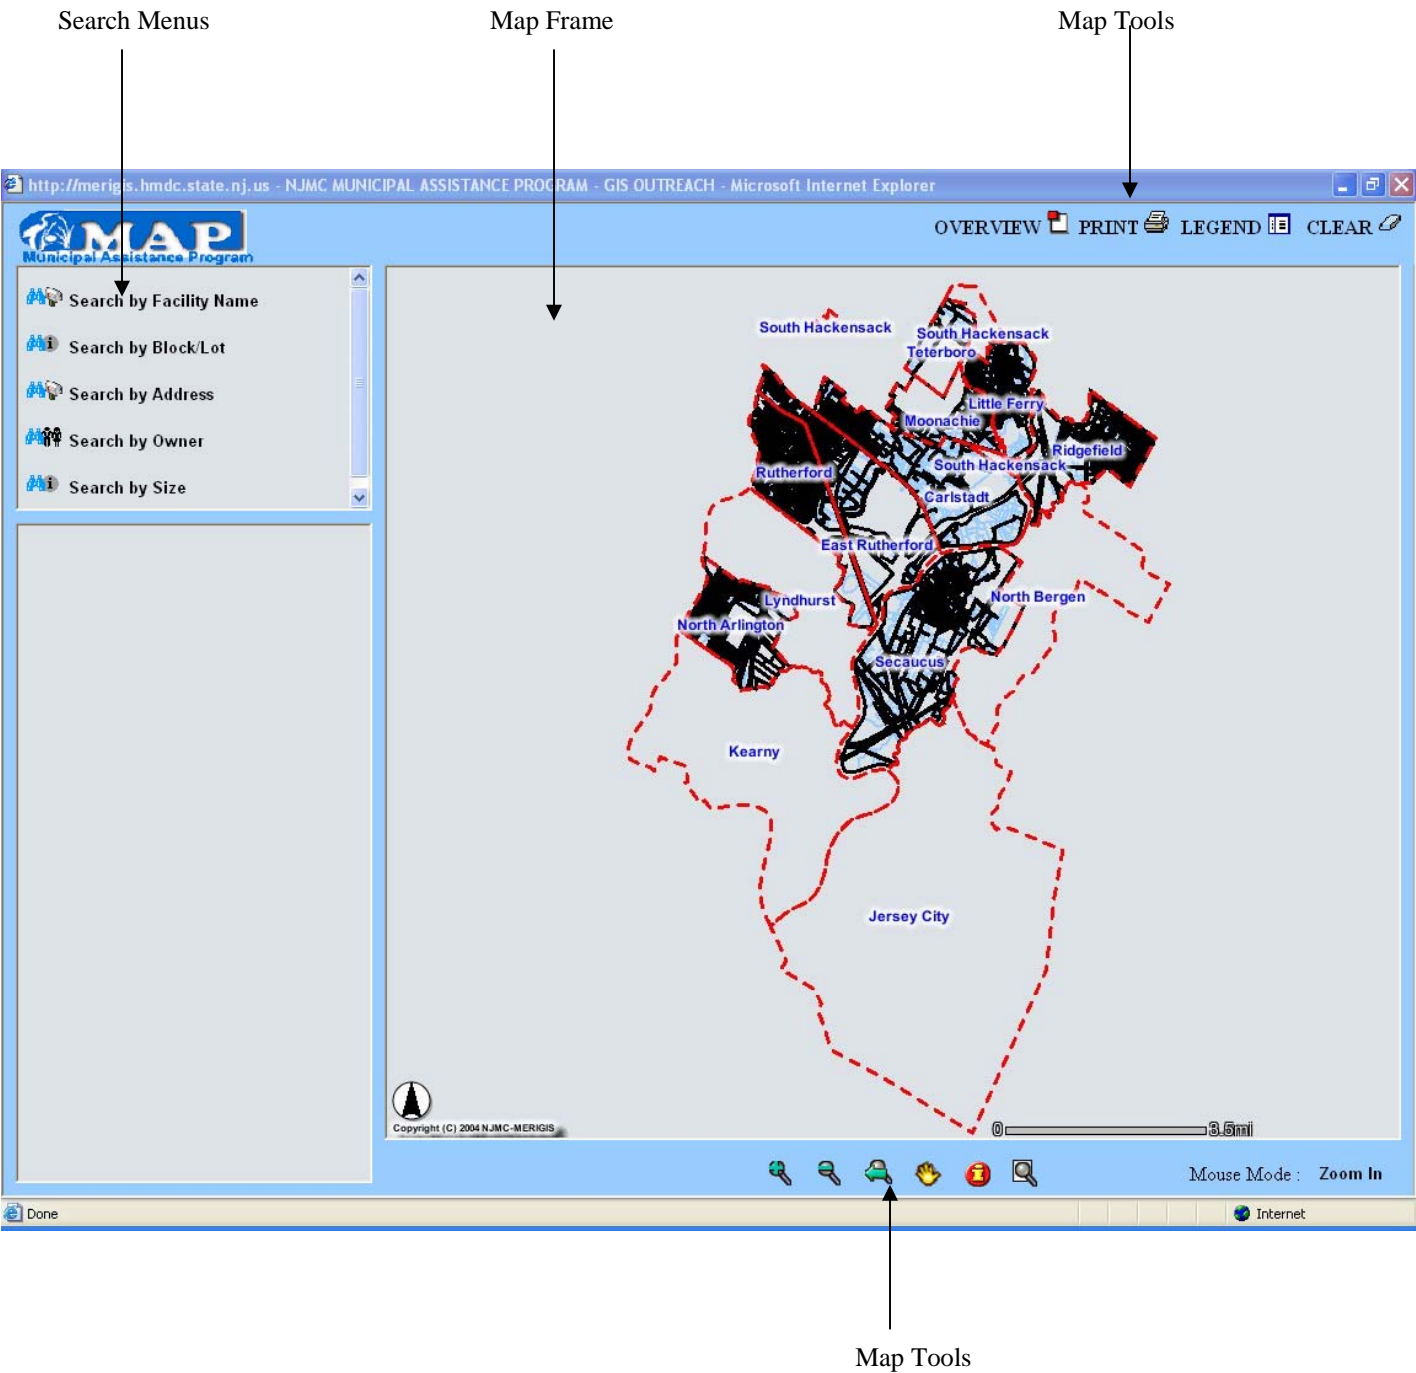 Search Menus Map Frame Map Tools
http://merigis.hmdc.state.nj.us - NJMC MUNICIPAL ASSISTANCE PROGRAM - GIS OUTREACH - Microsoft Internet Explorer
MAP
Municipal Assistance Program
OVERVIEW PRINT LEGEND CLEAR
Search by Facility Name
Search by Block/Lot
Search by Address
Search by Owner
Search by Size
South Hackensack
South Hackensack
Teterboro
Little Ferry
Moonachie
Ridgefield
South Hackensack
Rutherford
Carlstadt
East Rutherford
North Bergen
Lyndhurst
North Arlington
Secaucus
Kearny
Jersey City
Copyright (C) 2004 NJMC-MERIGIS
0 3.5mi
Mouse Mode : Zoom In
Done
Internet
Map Tools